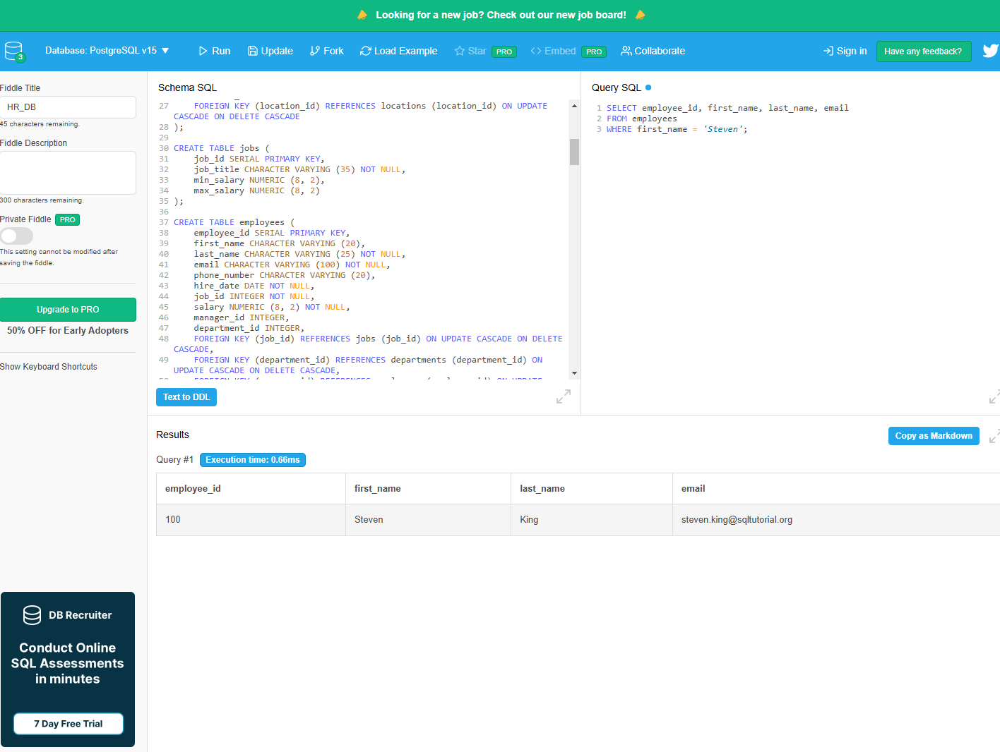 Looking for a new job? Check out our new job board!
3
Database: PostgreSQL v15 ▼
Run
Update
Fork
Load Example
Star PRO
Embed PRO
Collaborate
Sign in
Have any feedback?
Fiddle Title
HR_DB
45 characters remaining.
Fiddle Description
300 characters remaining.
Private Fiddle PRO
This setting cannot be modified after
saving the fiddle.
Upgrade to PRO
50% OFF for Early Adopters
Show Keyboard Shortcuts
DB Recruiter
Conduct Online
SQL Assessments
in minutes
7 Day Free Trial
Schema SQL
27     FOREIGN KEY (location_id) REFERENCES locations (location_id) ON UPDATE
CASCADE ON DELETE CASCADE
28 );
29
30 CREATE TABLE jobs (
31     job_id SERIAL PRIMARY KEY,
32     job_title CHARACTER VARYING (35) NOT NULL,
33     min_salary NUMERIC (8, 2),
34     max_salary NUMERIC (8, 2)
35 );
36
37 CREATE TABLE employees (
38     employee_id SERIAL PRIMARY KEY,
39     first_name CHARACTER VARYING (20),
40     last_name CHARACTER VARYING (25) NOT NULL,
41     email CHARACTER VARYING (100) NOT NULL,
42     phone_number CHARACTER VARYING (20),
43     hire_date DATE NOT NULL,
44     job_id INTEGER NOT NULL,
45     salary NUMERIC (8, 2) NOT NULL,
46     manager_id INTEGER,
47     department_id INTEGER,
48     FOREIGN KEY (job_id) REFERENCES jobs (job_id) ON UPDATE CASCADE ON DELETE
CASCADE,
49     FOREIGN KEY (department_id) REFERENCES departments (department_id) ON
UPDATE CASCADE ON DELETE CASCADE,
Text to DDL
Query SQL
1 SELECT employee_id, first_name, last_name, email
2 FROM employees
3 WHERE first_name = 'Steven';
Results
Copy as Markdown
Query #1 Execution time: 0.66ms
employee_id first_name last_name email
100 Steven King steven.king@sqltutorial.org